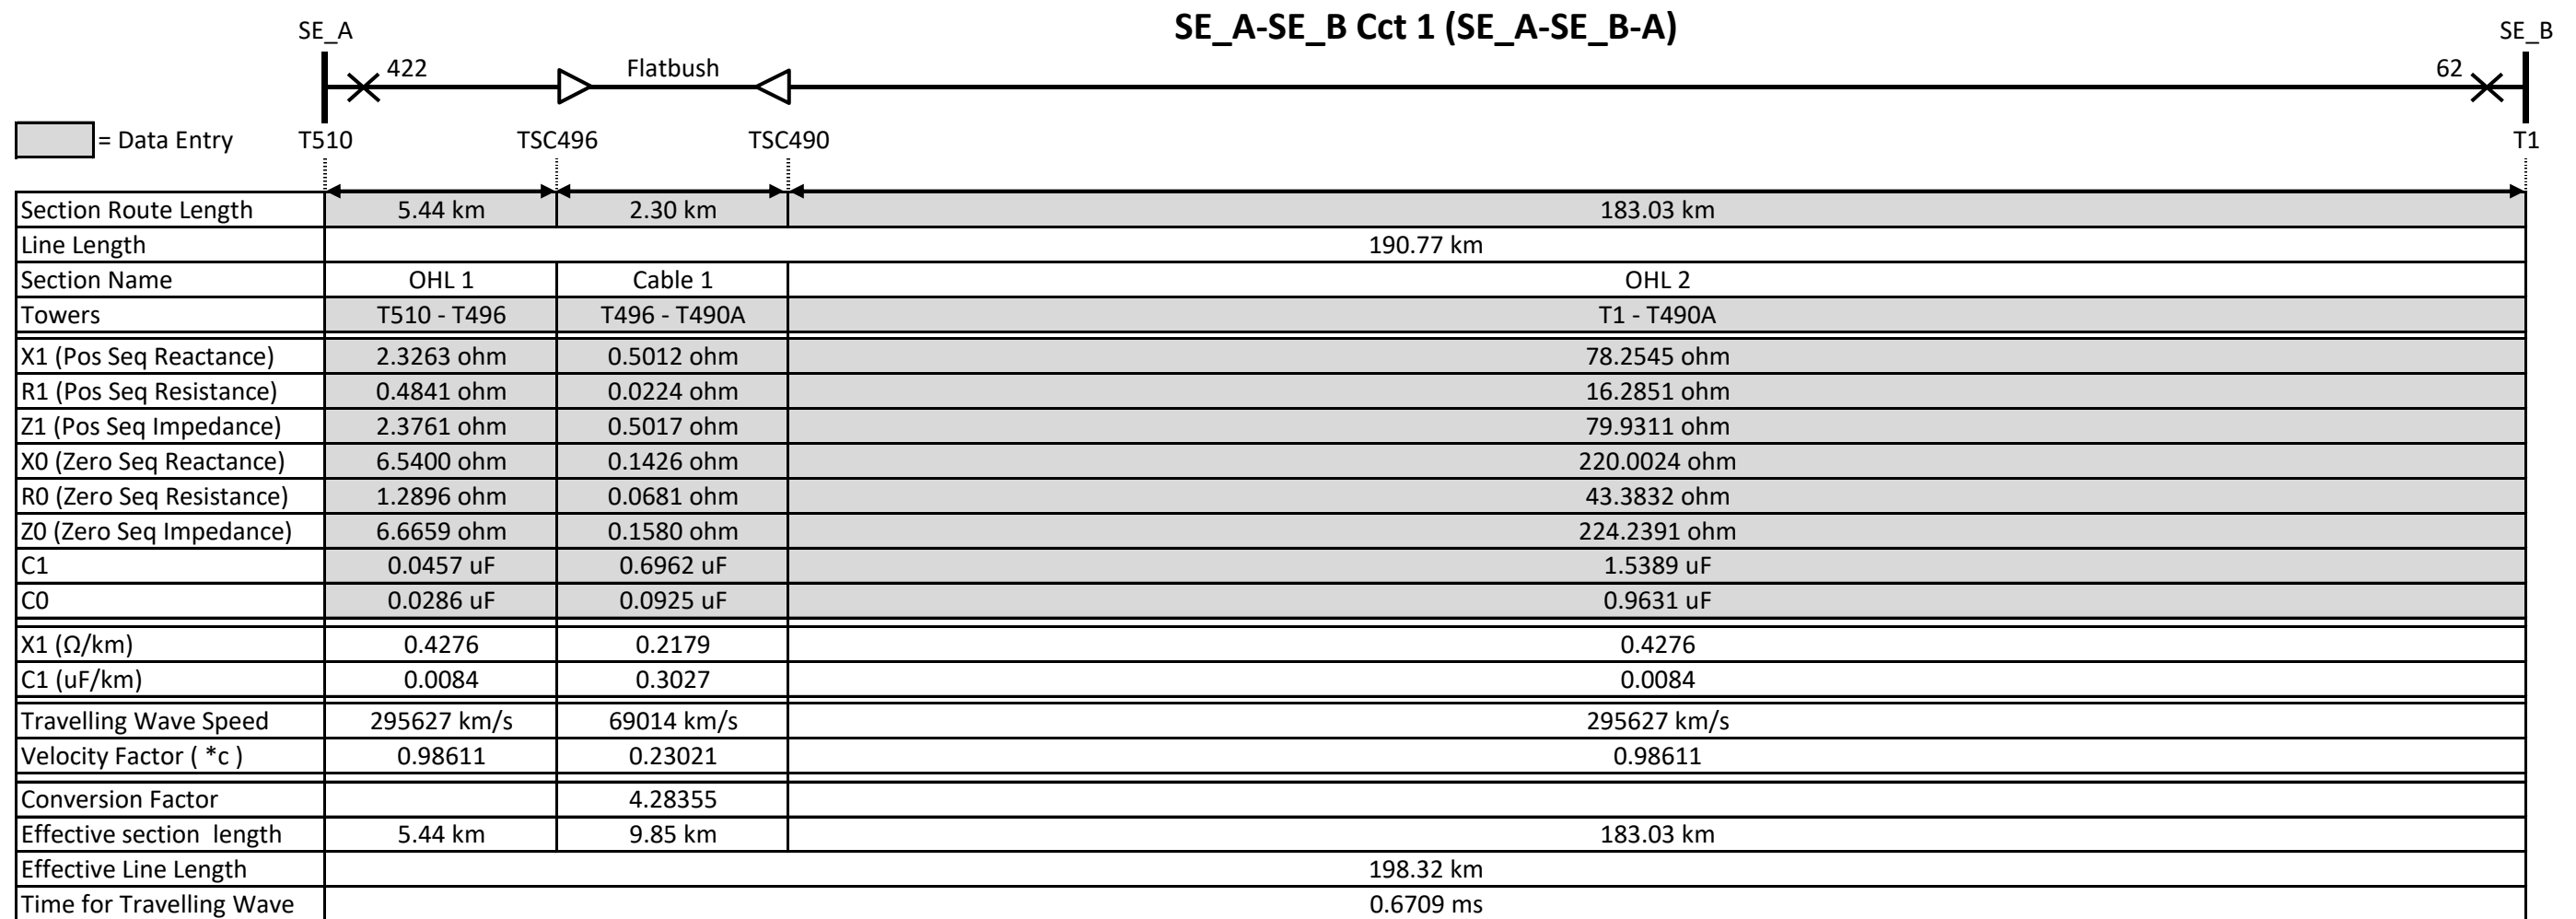 SE_A-SE_B Cct 1 (SE_A-SE_B-A)
SE_A SE_B
422 Flatbush 62
= Data Entry T510 TSC496 TSC490 T1
Section Route Length 5.44 km 2.30 km 183.03 km
Line Length 190.77 km
Section Name OHL 1 Cable 1 OHL 2
Towers T510 - T496 T496 - T490A T1 - T490A
X1 (Pos Seq Reactance) 2.3263 ohm 0.5012 ohm 78.2545 ohm
R1 (Pos Seq Resistance) 0.4841 ohm 0.0224 ohm 16.2851 ohm
Z1 (Pos Seq Impedance) 2.3761 ohm 0.5017 ohm 79.9311 ohm
X0 (Zero Seq Reactance) 6.5400 ohm 0.1426 ohm 220.0024 ohm
R0 (Zero Seq Resistance) 1.2896 ohm 0.0681 ohm 43.3832 ohm
Z0 (Zero Seq Impedance) 6.6659 ohm 0.1580 ohm 224.2391 ohm
C1 0.0457 uF 0.6962 uF 1.5389 uF
C0 0.0286 uF 0.0925 uF 0.9631 uF
X1 (Ω/km) 0.4276 0.2179 0.4276
C1 (uF/km) 0.0084 0.3027 0.0084
Travelling Wave Speed 295627 km/s 69014 km/s 295627 km/s
Velocity Factor ( *c ) 0.98611 0.23021 0.98611
Conversion Factor 4.28355
Effective section  length 5.44 km 9.85 km 183.03 km
Effective Line Length 198.32 km
Time for Travelling Wave 0.6709 ms